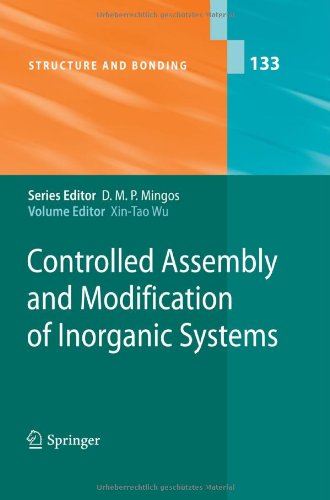 Urheberrechtlich geschütztes Material
STRUCTURE AND BONDING
133
Series Editor D. M. P. Mingos
Volume Editor Xin-Tao Wu
Controlled Assembly
and Modification
of Inorganic Systems
Springer
Urheberrechtlich geschütztes Material